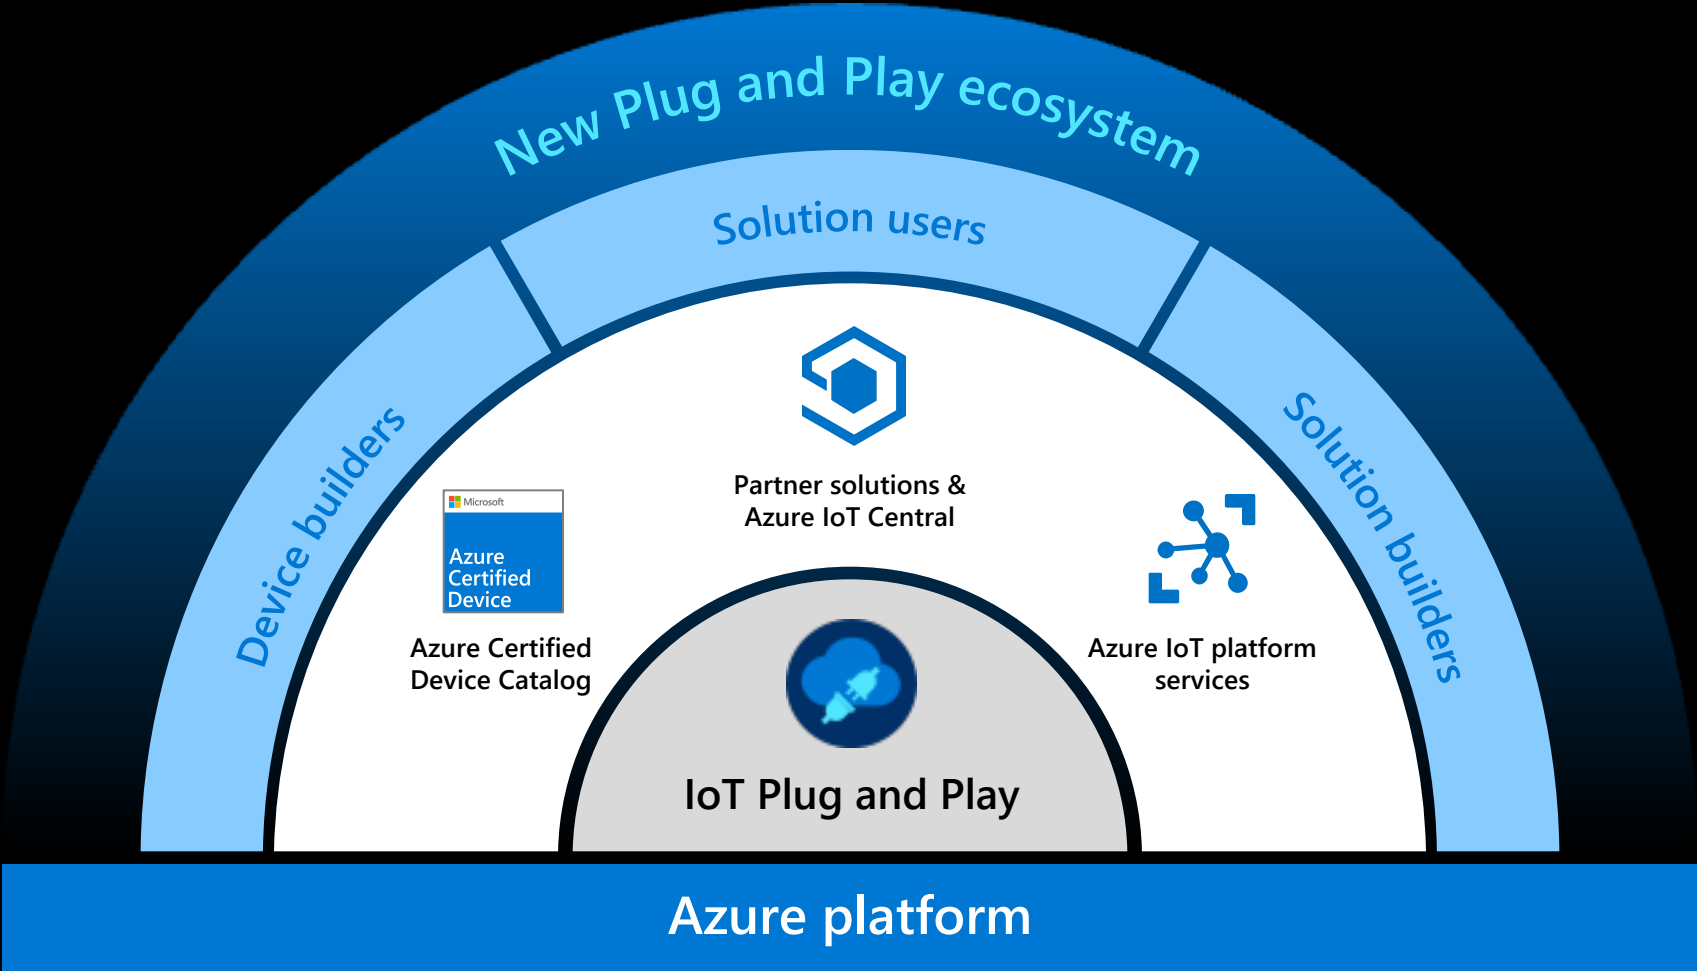 New Plug and Play ecosystem
Solution users
Device builders
Solution builders
Partner solutions &
Azure IoT Central
Microsoft
Azure
Certified
Device
Azure Certified
Device Catalog
Azure IoT platform
services
IoT Plug and Play
Azure platform